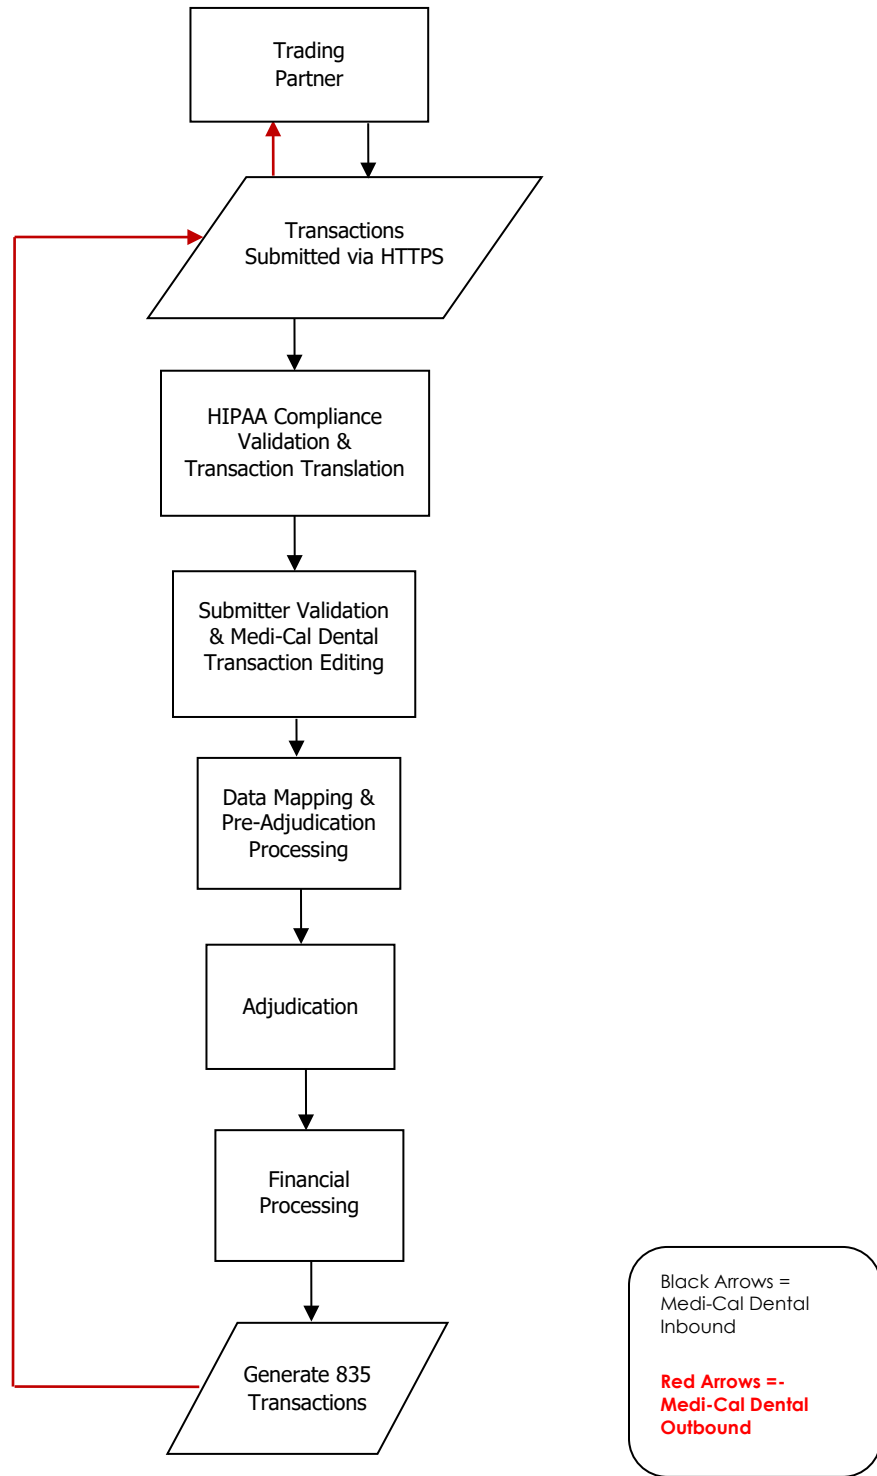 Trading
Partner
Transactions
Submitted via HTTPS
HIPAA Compliance
Validation &
Transaction Translation
Submitter Validation
& Medi-Cal Dental
Transaction Editing
Data Mapping &
Pre-Adjudication
Processing
Adjudication
Financial
Processing
Generate 835
Transactions
Black Arrows =
Medi-Cal Dental
Inbound
Red Arrows =-
Medi-Cal Dental
Outbound